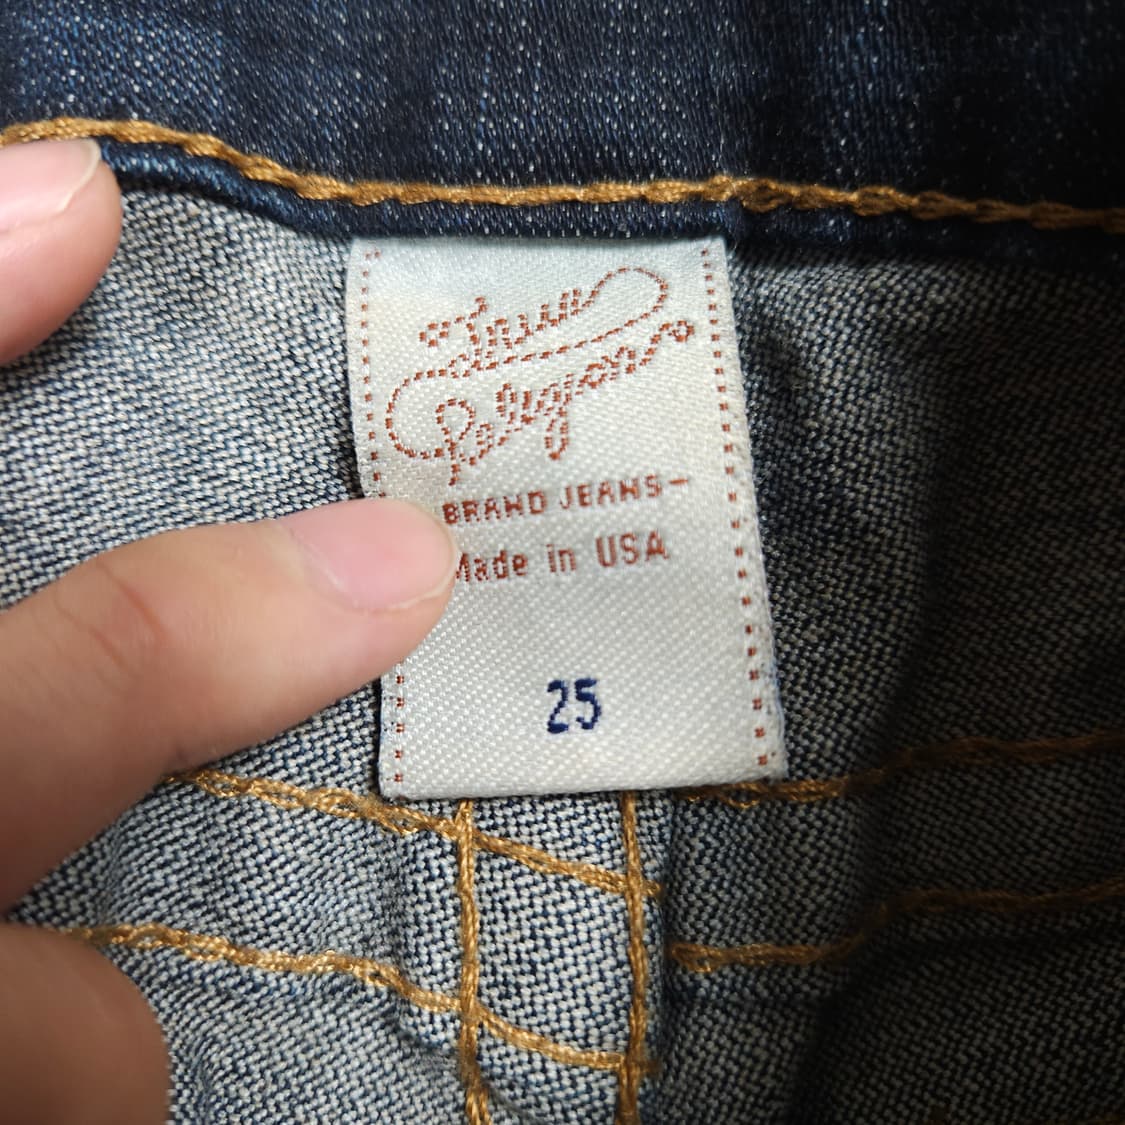 True
Religion
BRAND JEANS-
Made in USA
25